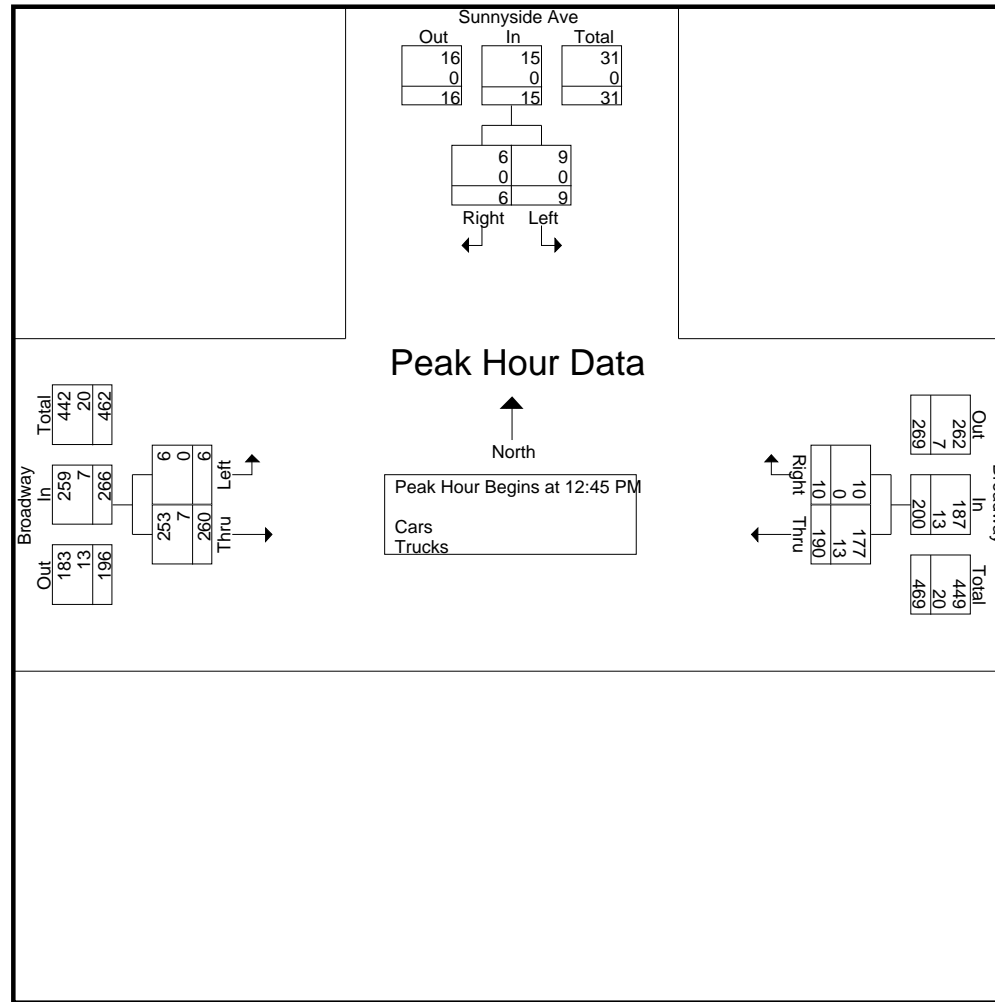 Sunnyside Ave
Out In Total
16 15 31
0 0 0
16 15 31
6 9
0 0
6 9
Right Left
Peak Hour Data
North
Peak Hour Begins at 12:45 PM
Cars
Trucks
Broadway
Total
442
20
462
In
259
7
266
Out
183
13
196
Left
6
0
6
Thru
253
7
260
Broadway
Out
262
7
269
In
187
13
200
Total
449
20
469
Right
10
0
10
Thru
177
13
190